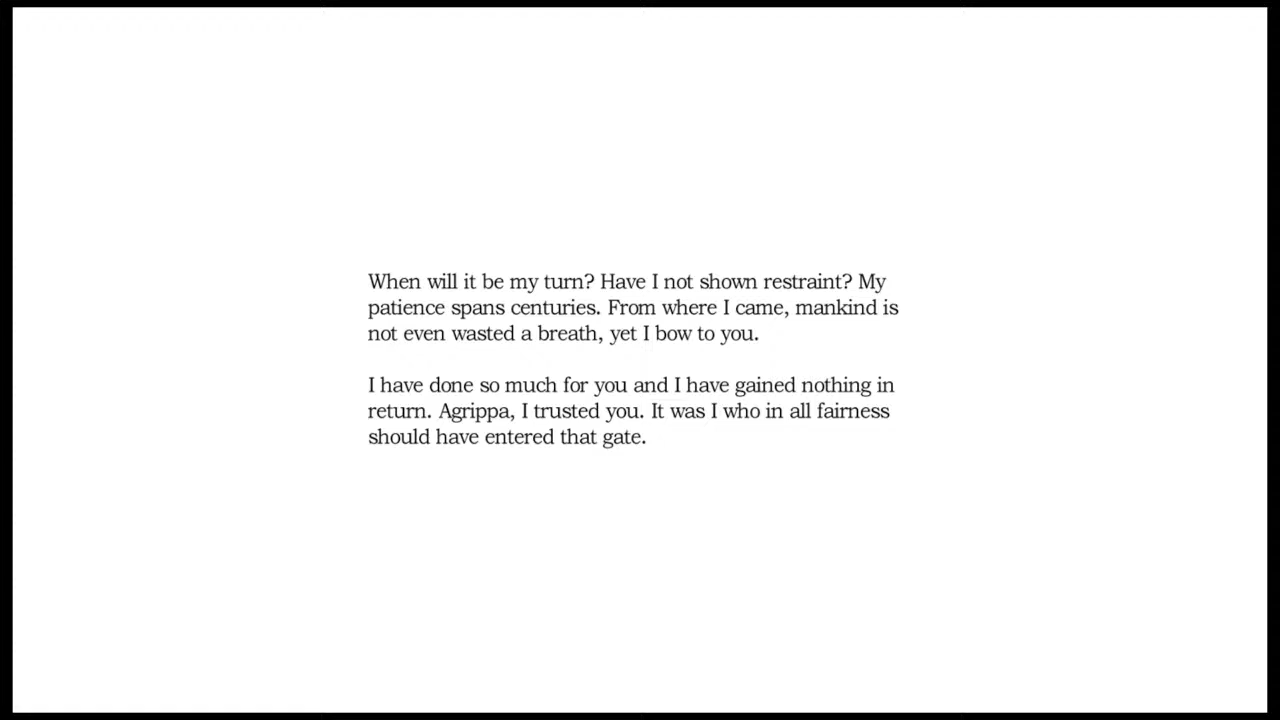 When will it be my turn? Have I not shown restraint? My
patience spans centuries. From where I came, mankind is
not even wasted a breath, yet I bow to you.
I have done so much for you and I have gained nothing in
return. Agrippa, I trusted you. It was I who in all fairness
should have entered that gate.